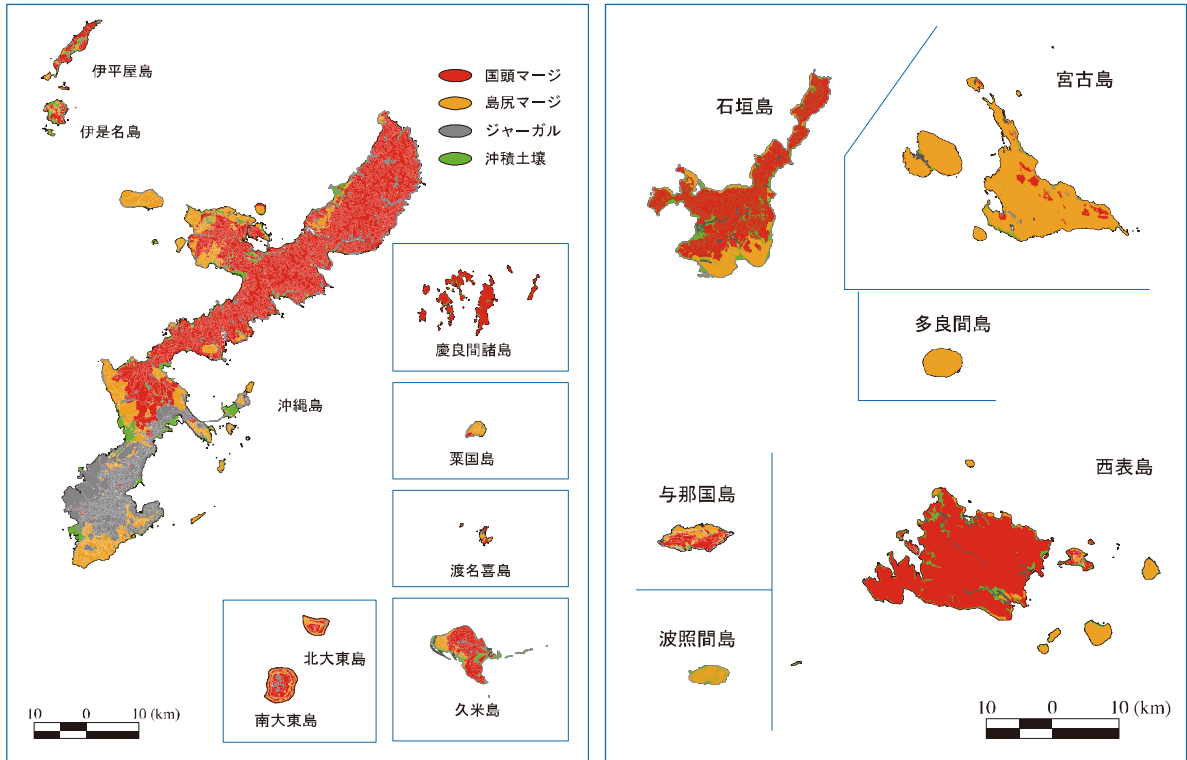 伊平屋島
伊是名島
国頭マージ
島尻マージ
ジャーガル
沖積土壌
沖縄島
慶良間諸島
粟国島
渡名喜島
北大東島
南大東島
久米島
10 0 10 (km)
石垣島
宮古島
多良間島
与那国島
西表島
波照間島
10 0 10 (km)